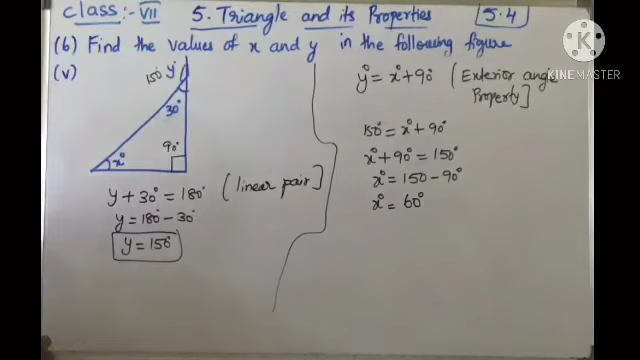 Class:- VII 5. Triangle and its Properties 5.4
(6) Find the values of x and y in the following figure
(v)
150° y°
30°
90°
x°
y + 30° = 180° (linear pair]
y = 180° - 30°
y = 150°
y° = x° + 90° (Exterior angle
Property]
150° = x° + 90°
x° + 90° = 150°
x° = 150 - 90°
x° = 60°
K
KINEMASTER